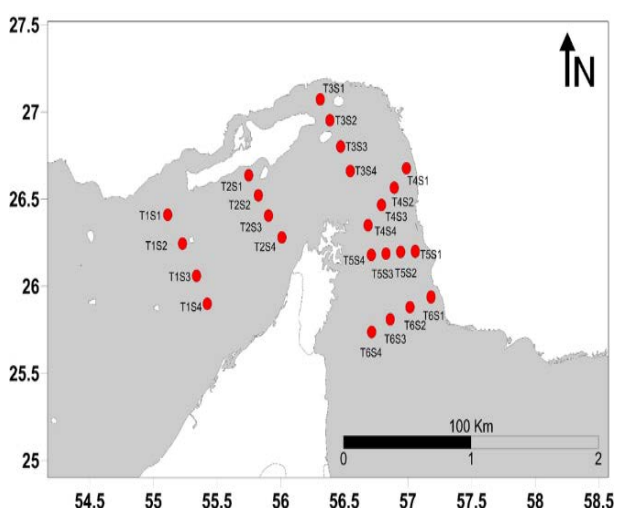 27.5
N
T3S1
27
T3S2
T3S3
T3S4
T4S1
T2S1
26.5
T4S2
T2S2
T1S1
T4S3
T2S3
T4S4
T1S2
T2S4
T5S1
T5S4
T5S3
T5S2
26
T1S3
T1S4
T6S1
T6S2
T6S3
T6S4
25.5
100 Km
25
0 1 2
54.5 55 55.5 56 56.5 57 57.5 58 58.5